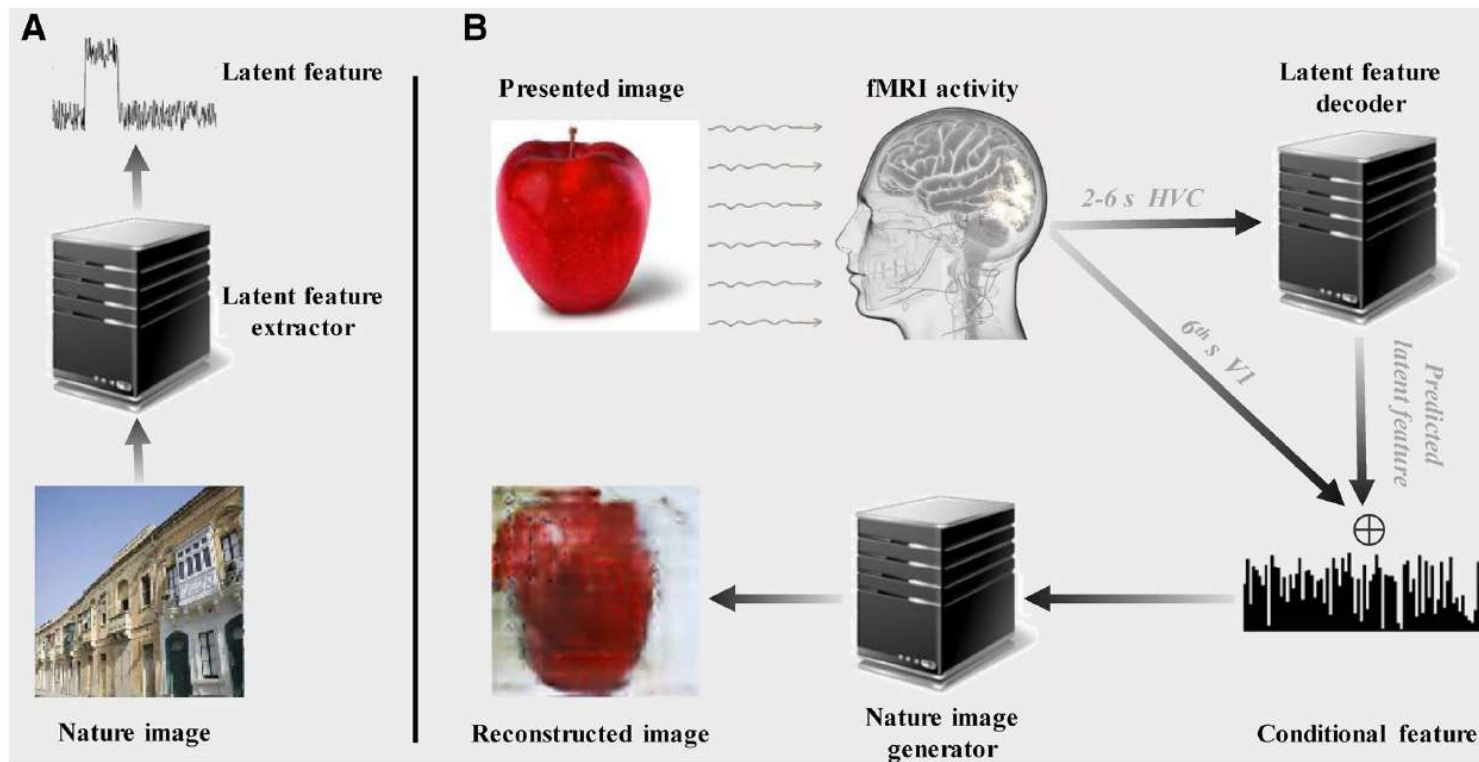 A
Latent feature
Latent feature
extractor
Nature image
B
Presented image
fMRI activity
Latent feature
decoder
2-6 s HVC
6th s V1
Predicted
latent feature
Reconstructed image
Nature image
generator
Conditional feature